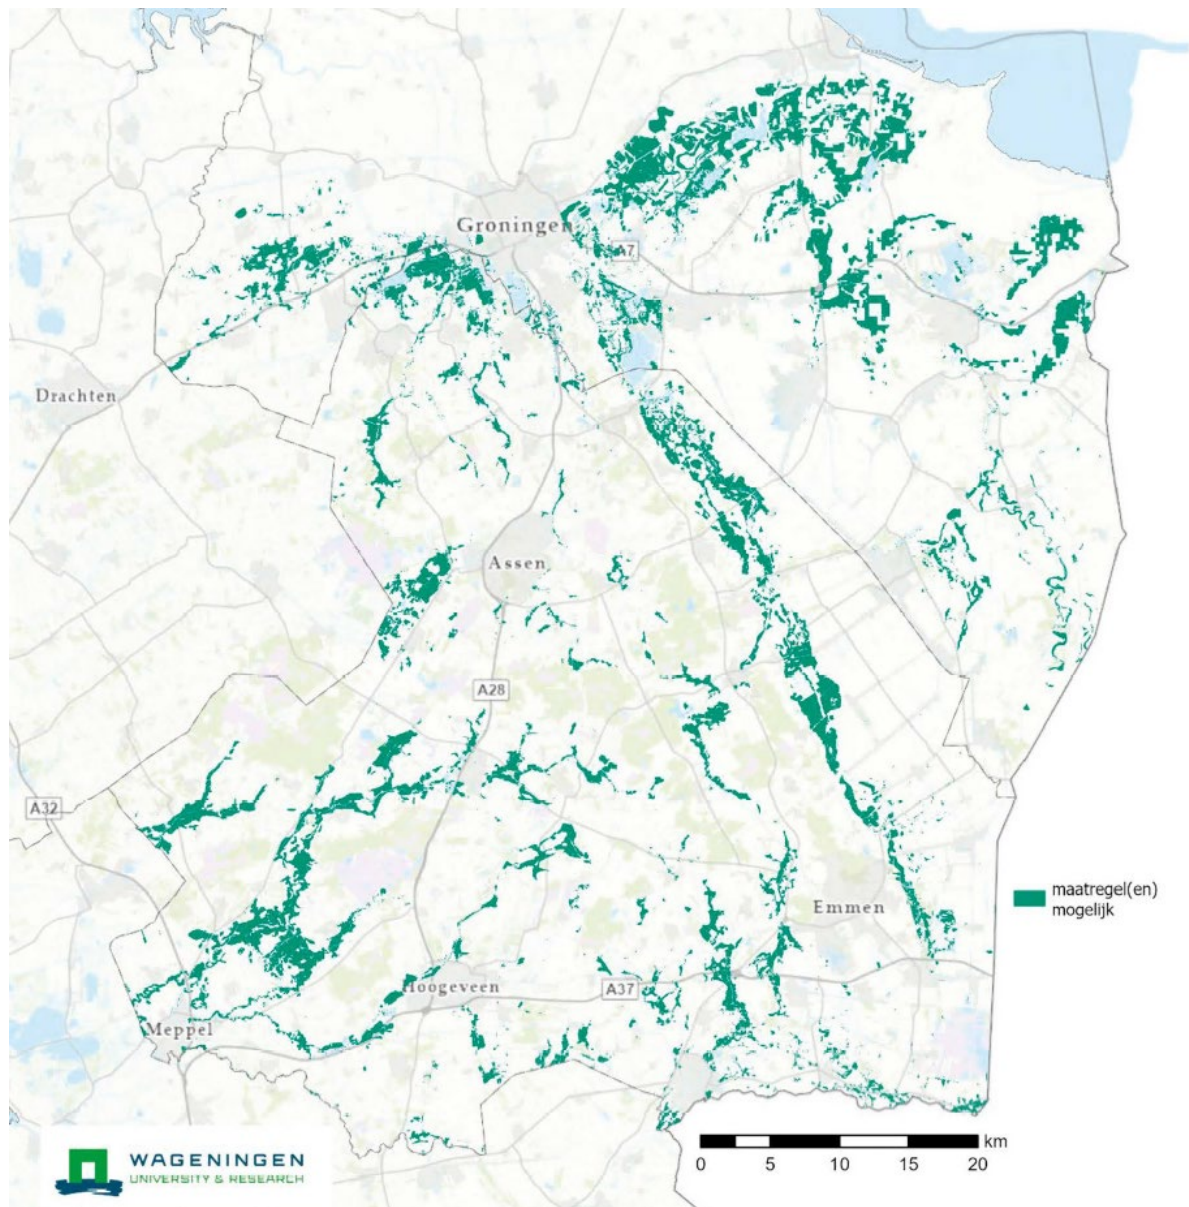 Groningen
A7
Drachten
Assen
A28
A32
maatregel(en)
mogelijk
Emmen
Hoogeveen
A37
Meppel
km
0 5 10 15 20
WAGENINGEN
UNIVERSITY & RESEARCH